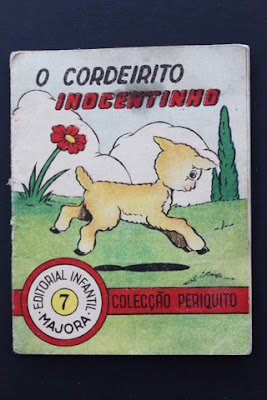 O CORDEIRITO
INOCENTINHO
EDITORIAL INFANTIL
7
· MAJORA ·
COLECÇÃO PERIQUITO